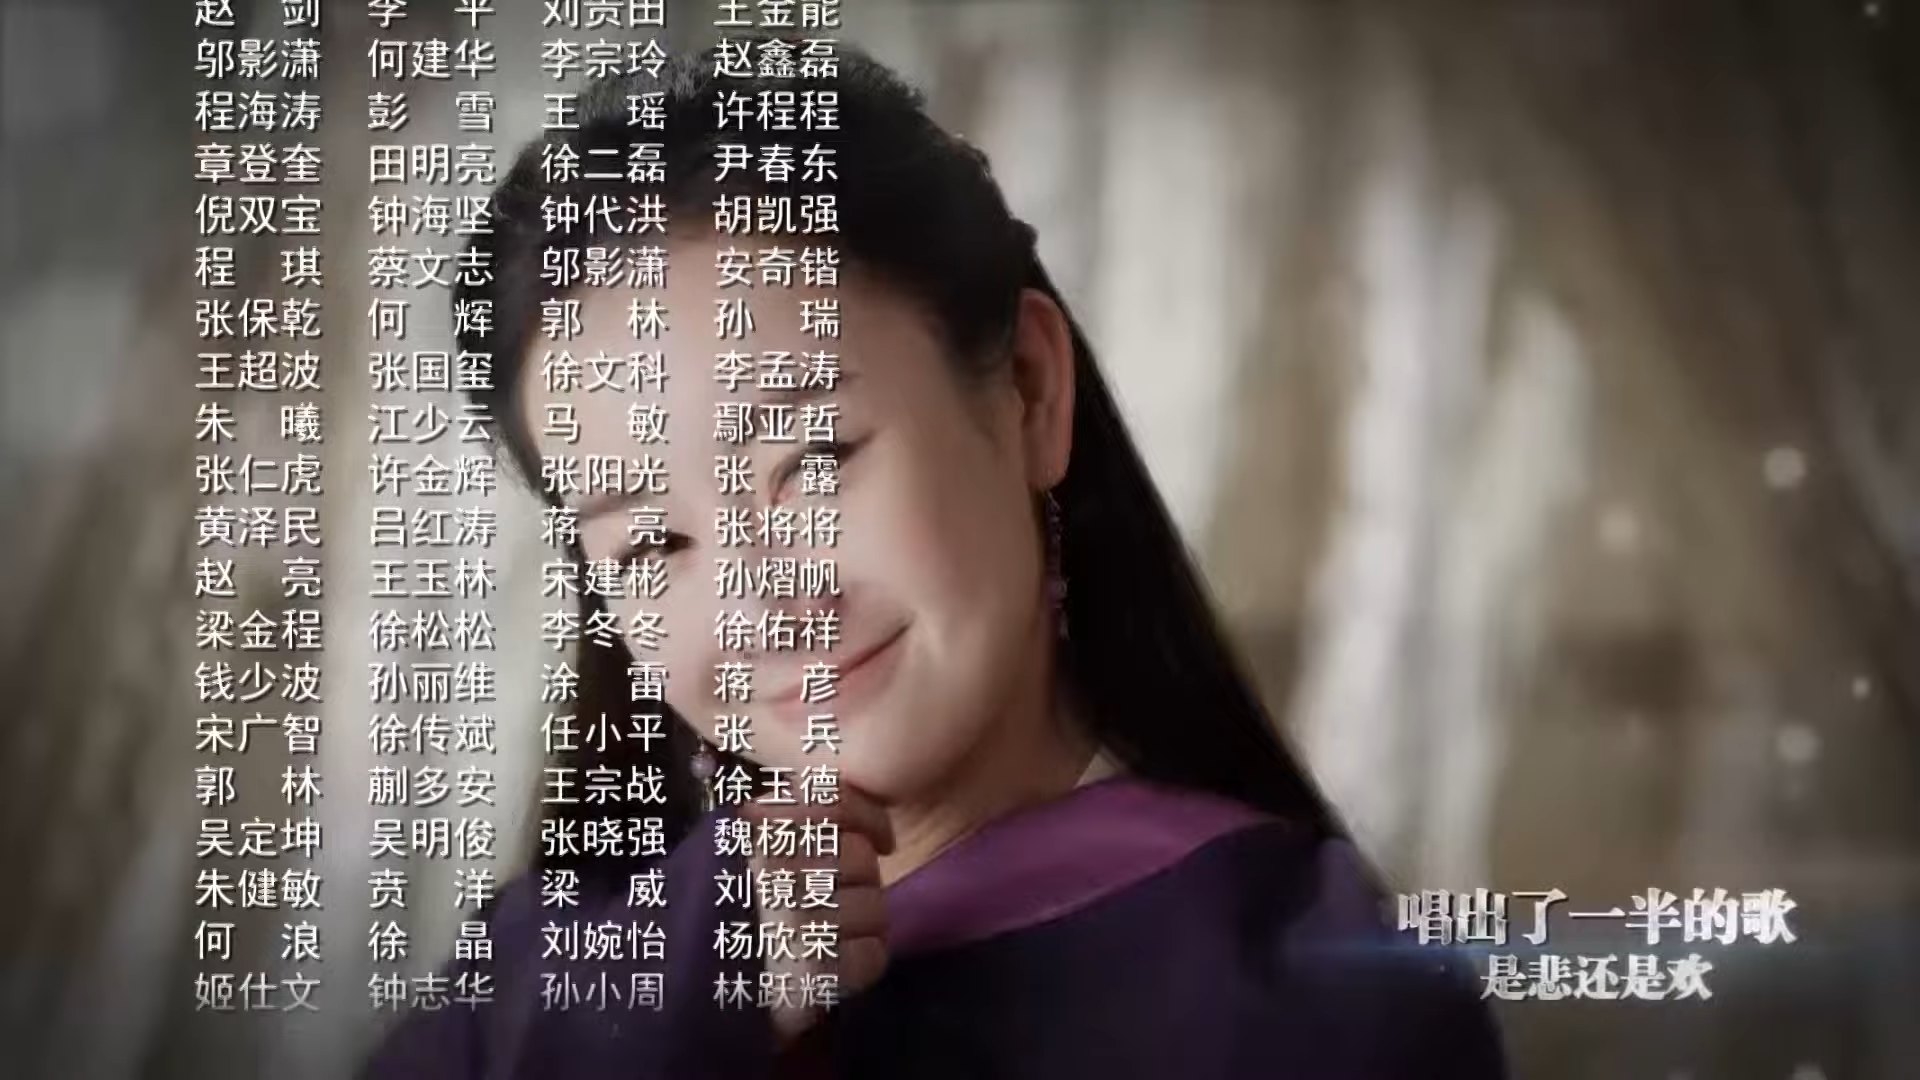 赵 剑 李 平 刘贵田 王金能
邬影潇 何建华 李宗玲 赵鑫磊
程海涛 彭 雪 王 瑶 许程程
章登奎 田明亮 徐二磊 尹春东
倪双宝 钟海坚 钟代洪 胡凯强
程 琪 蔡文志 邬影潇 安奇锴
张保乾 何 辉 郭 林 孙 瑞
王超波 张国玺 徐文科 李孟涛
朱 曦 江少云 马 敏 鄢亚哲
张仁虎 许金辉 张阳光 张 露
黄泽民 吕红涛 蒋 亮 张将将
赵 亮 王玉林 宋建彬 孙熠帆
梁金程 徐松松 李冬冬 徐佑祥
钱少波 孙丽维 涂 雷 蒋 彦
宋广智 徐传斌 任小平 张 兵
郭 林 蒯多安 王宗战 徐玉德
吴定坤 吴明俊 张晓强 魏杨柏
朱健敏 贲 洋 梁 威 刘镜夏
何 浪 徐 晶 刘婉怡 杨欣荣
姬仕文 钟志华 孙小周 林跃辉
唱出了一半的歌
是悲还是欢